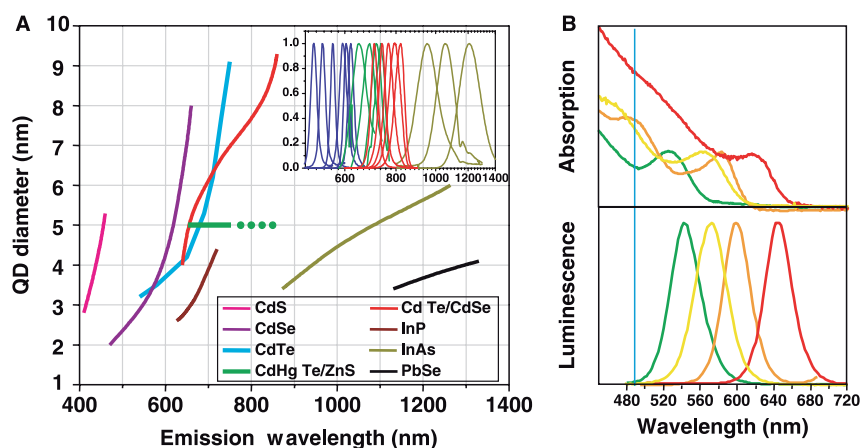 A
QD diameter (nm)
10
9
8
7
6
5
4
3
2
1
400
600
800
1000
1200
1400
Emission wavelength (nm)
1.0
0.8
0.6
0.4
0.2
0.0
600
800
1000
1200
1400
CdS
CdSe
CdTe
CdHg Te/ZnS
Cd Te/CdSe
InP
InAs
PbSe
B
Absorption
Luminescence
480
520
560
600
640
680
720
Wavelength (nm)